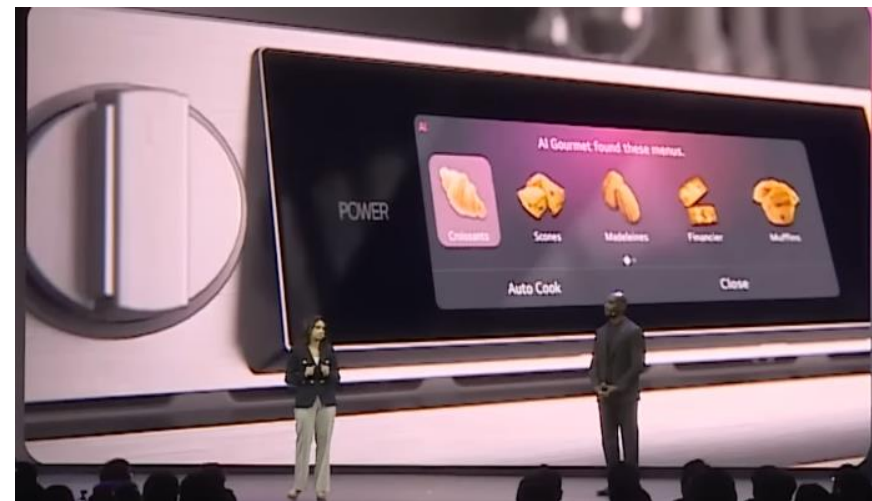 AI
AI Gourmet found these menus.
POWER
Croissants
Scones
Madeleines
Financier
Muffins
Auto Cook
Close